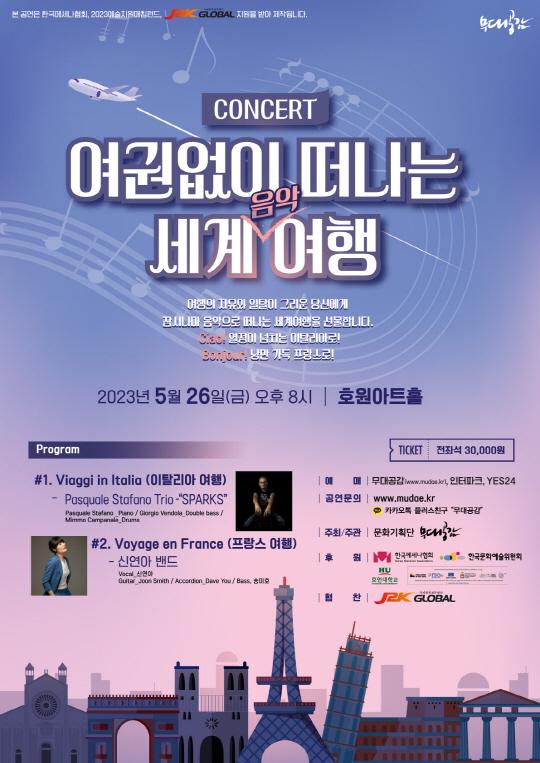 본 공연은 한국메세나협회, 2023예술지원매칭펀드, J2K GLOBAL 지원을 받아 제작됩니다.
무대공감
CONCERT
여권없이 떠나는
음악
세계 여행
여행의 자유와 일탈이 그리운 당신에게
꿈시나며 음악으로 떠나는 세계여행을 선물합니다.
Ciao! 열정이 넘치는 이탈리아로!
Bonjour! 낭만 가득 프랑스로!
2023년 5월 26일(금) 오후 8시 | 호원아트홀
Program
TICKET 전좌석 30,000원
#1. Viaggi in Italia (이탈리아 여행)
- Pasquale Stafano Trio -"SPARKS"
Pasquale Stafano _Piano / Giorgio Vendola_Double bass /
Mimmo Campanale_Drums
#2. Voyage en France (프랑스 여행)
- 신연아 밴드
Vocal_신연아
Guitar_Joon Smith / Accordion_Dave You / Bass, 송미호
| 예 매 | 무대공감(www.mudae.kr), 인터파크, YES24
| 공연문의 | www.mudae.kr
카카오톡 플러스친구 "무대공감"
| 주최/주관 | 문화기획단 무대공감
| 후 원 | 한국메세나협회 한국문화예술위원회
HU 호원대학교
| 협 찬 | J2K GLOBAL